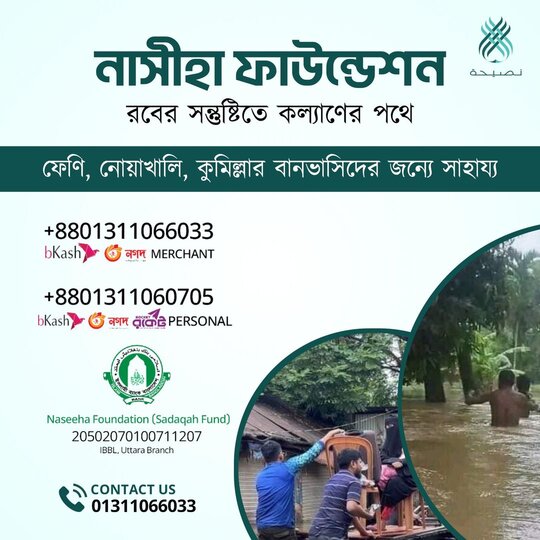 نصيحة
নাসীহা ফাউন্ডেশন
রবের সন্তুষ্টিতে কল্যাণের পথে
ফেণি, নোয়াখালি, কুমিল্লার বানভাসিদের জন্যে সাহায্য
+8801311066033
bKash নগদ MERCHANT
+8801311060705
bKash নগদ ROCKET রকেট PERSONAL
Naseeha Foundation (Sadaqah Fund)
20502070100711207
IBBL, Uttara Branch
CONTACT US
01311066033